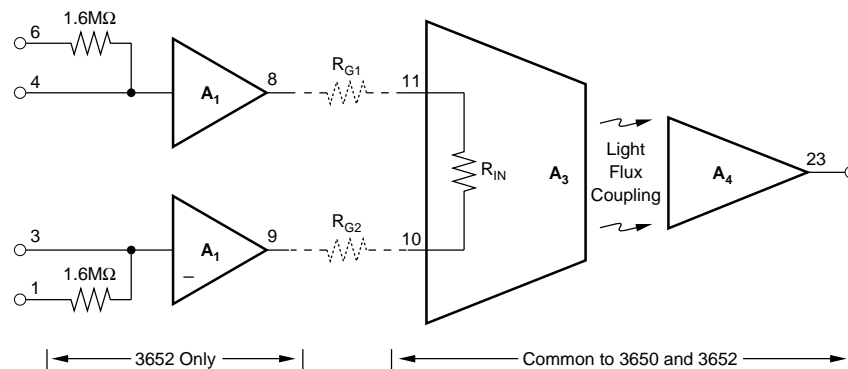 6
1.6MΩ
4
A1
8
RG1
11
RIN
A3
Light
Flux
Coupling
A4
23
3
A1
–
9
RG2
10
1
1.6MΩ
3652 Only
Common to 3650 and 3652